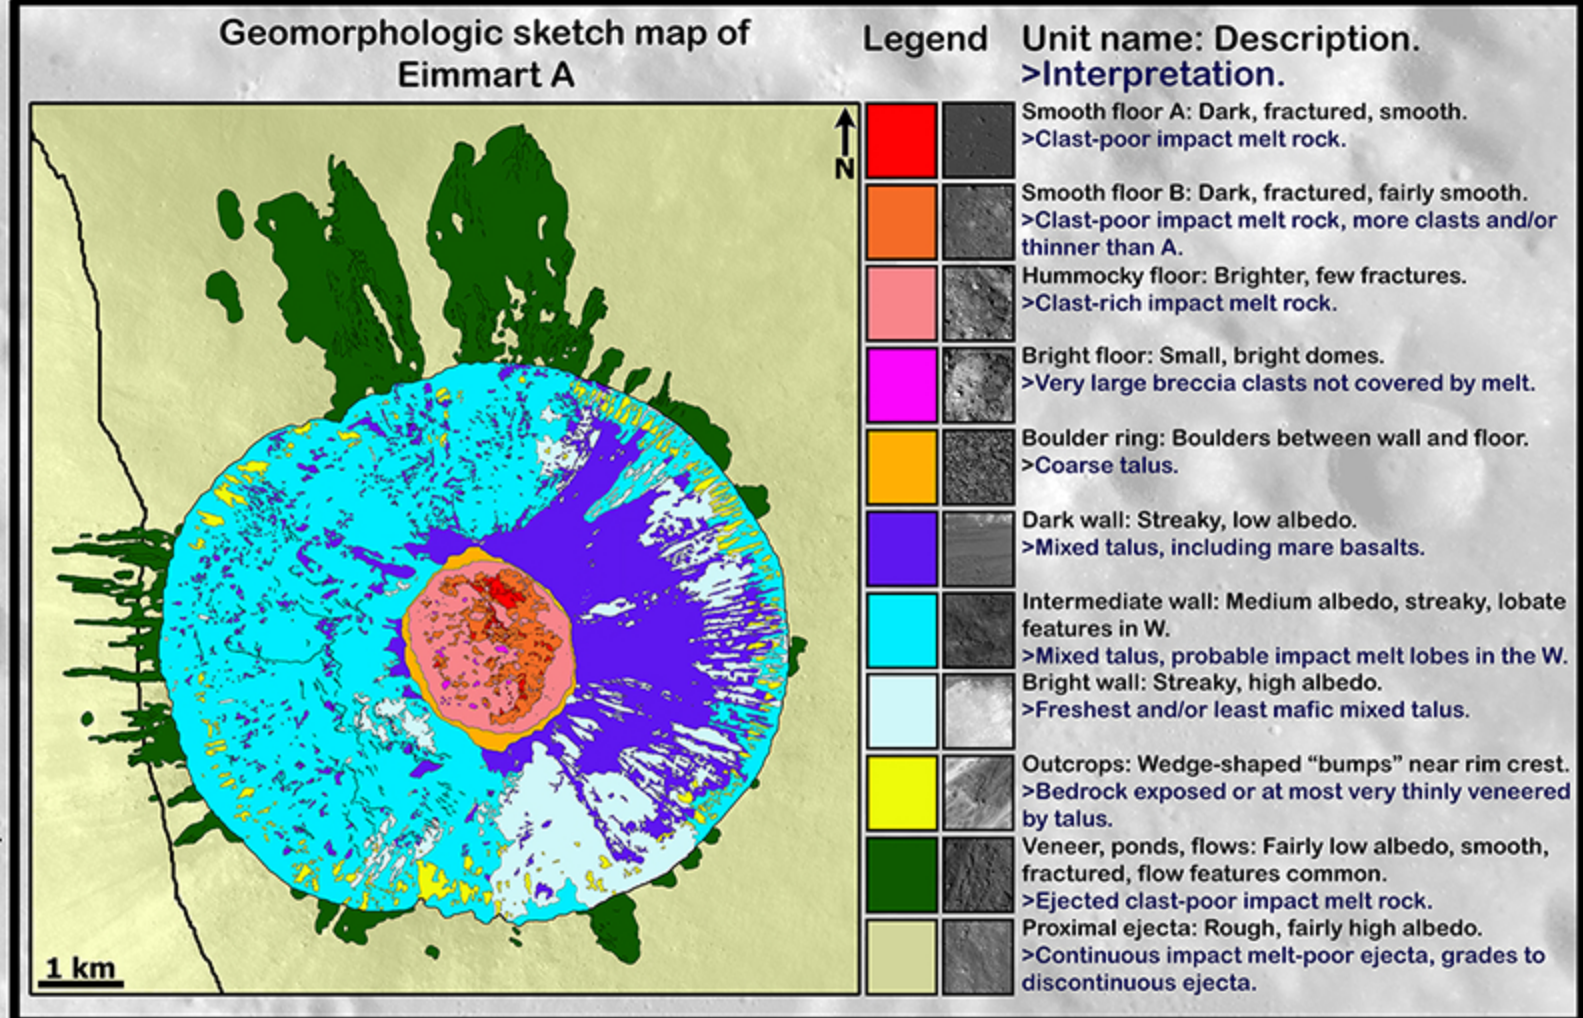 Geomorphologic sketch map of
Eimmart A
Legend
Unit name: Description.
>Interpretation.
N
1 km
Smooth floor A: Dark, fractured, smooth.
>Clast-poor impact melt rock.
Smooth floor B: Dark, fractured, fairly smooth.
>Clast-poor impact melt rock, more clasts and/or
thinner than A.
Hummocky floor: Brighter, few fractures.
>Clast-rich impact melt rock.
Bright floor: Small, bright domes.
>Very large breccia clasts not covered by melt.
Boulder ring: Boulders between wall and floor.
>Coarse talus.
Dark wall: Streaky, low albedo.
>Mixed talus, including mare basalts.
Intermediate wall: Medium albedo, streaky, lobate
features in W.
>Mixed talus, probable impact melt lobes in the W.
Bright wall: Streaky, high albedo.
>Freshest and/or least mafic mixed talus.
Outcrops: Wedge-shaped “bumps” near rim crest.
>Bedrock exposed or at most very thinly veneered
by talus.
Veneer, ponds, flows: Fairly low albedo, smooth,
fractured, flow features common.
>Ejected clast-poor impact melt rock.
Proximal ejecta: Rough, fairly high albedo.
>Continuous impact melt-poor ejecta, grades to
discontinuous ejecta.